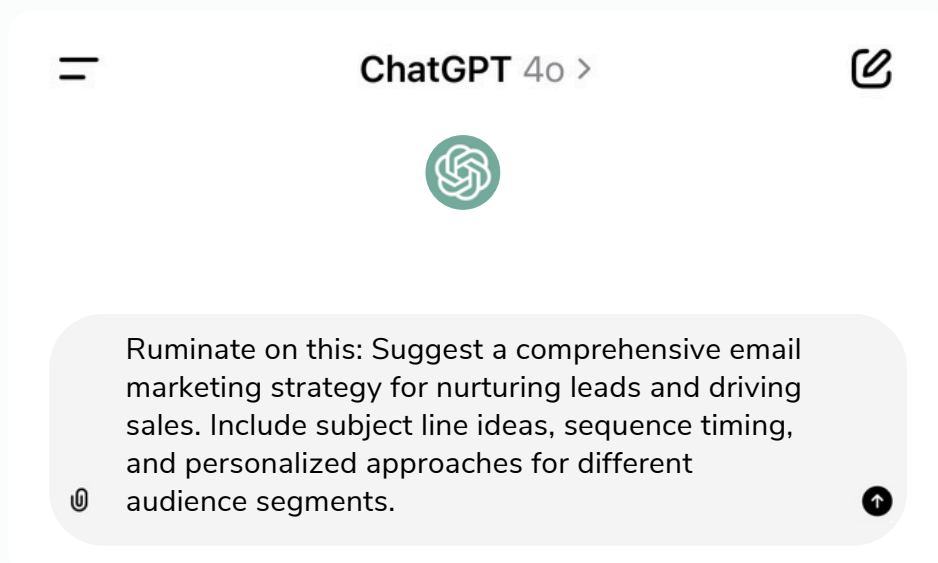 ChatGPT 4o >
Ruminate on this: Suggest a comprehensive email
marketing strategy for nurturing leads and driving
sales. Include subject line ideas, sequence timing,
and personalized approaches for different
audience segments.